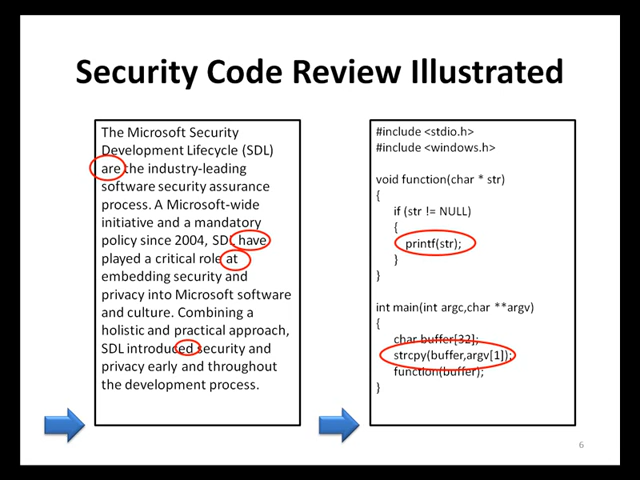 Security Code Review Illustrated
The Microsoft Security
Development Lifecycle (SDL)
are the industry-leading
software security assurance
process. A Microsoft-wide
initiative and a mandatory
policy since 2004, SDL have
played a critical role at
embedding security and
privacy into Microsoft software
and culture. Combining a
holistic and practical approach,
SDL introduced security and
privacy early and throughout
the development process.
#include <stdio.h>
#include <windows.h>
void function(char * str)
{
if (str != NULL)
{
printf(str);
}
}
int main(int argc,char **argv)
{
char buffer[32];
strcpy(buffer,argv[1]);
function(buffer);
}
6